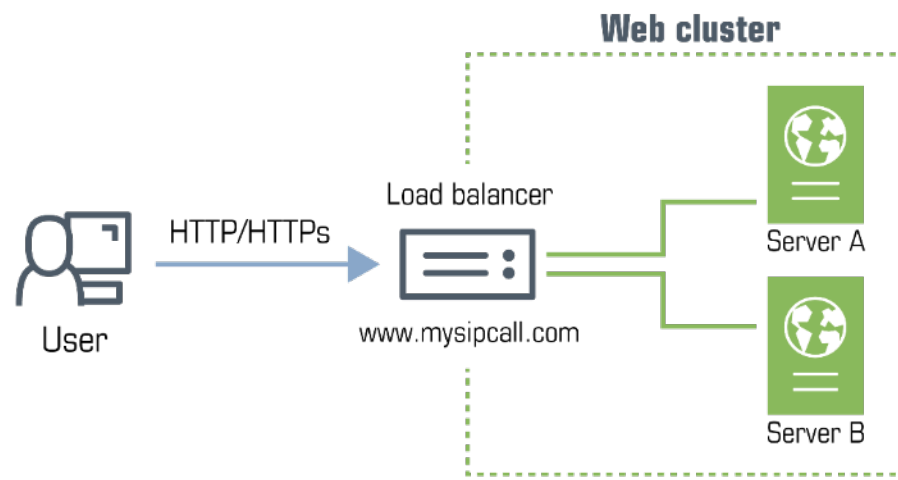 Web cluster
Load balancer
HTTP/HTTPs
www.mysipcall.com
User
Server A
Server B